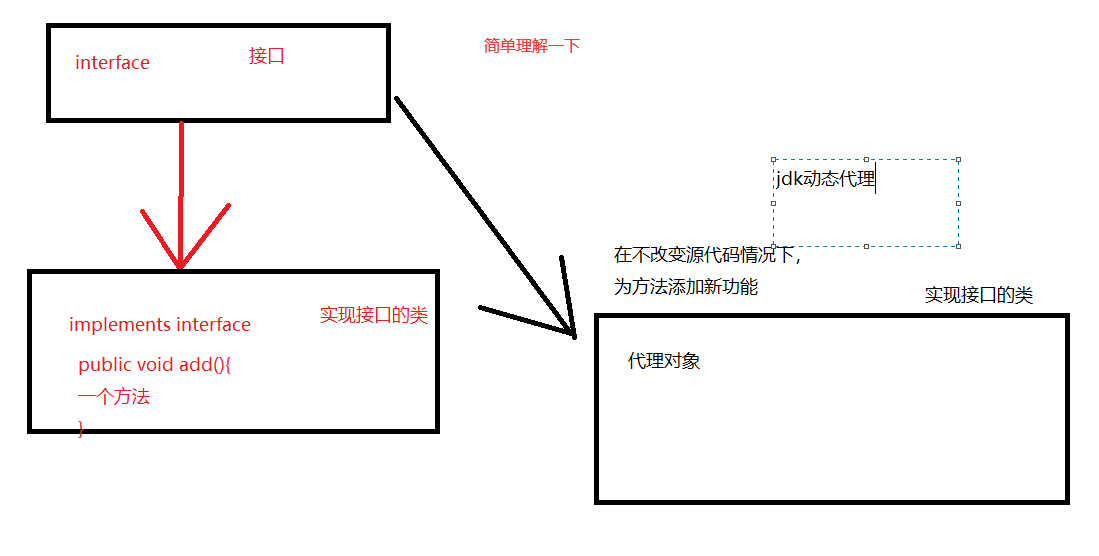 interface
接口
简单理解一下
jdk动态代理
在不改变源代码情况下,
为方法添加新功能
实现接口的类
implements interface
实现接口的类
public void add(){
一个方法
}
代理对象